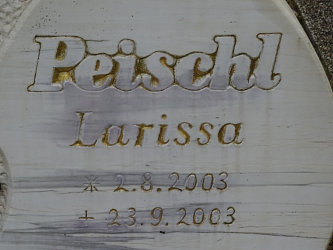 Peischl
Larissa
* 2.8.2003
+ 23.9.2003